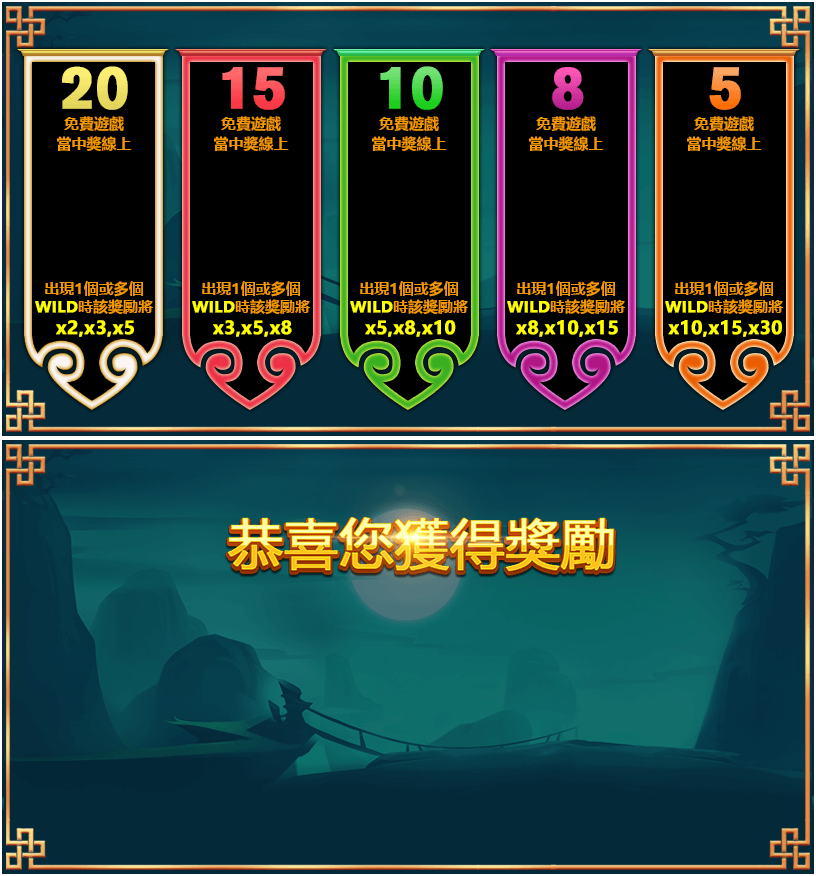 20
免費遊戲
當中獎線上
出現1個或多個
WILD時該獎勵將
x2,x3,x5
15
免費遊戲
當中獎線上
出現1個或多個
WILD時該獎勵將
x3,x5,x8
10
免費遊戲
當中獎線上
出現1個或多個
WILD時該獎勵將
x5,x8,x10
8
免費遊戲
當中獎線上
出現1個或多個
WILD時該獎勵將
x8,x10,x15
5
免費遊戲
當中獎線上
出現1個或多個
WILD時該獎勵將
x10,x15,x30
恭喜您獲得獎勵